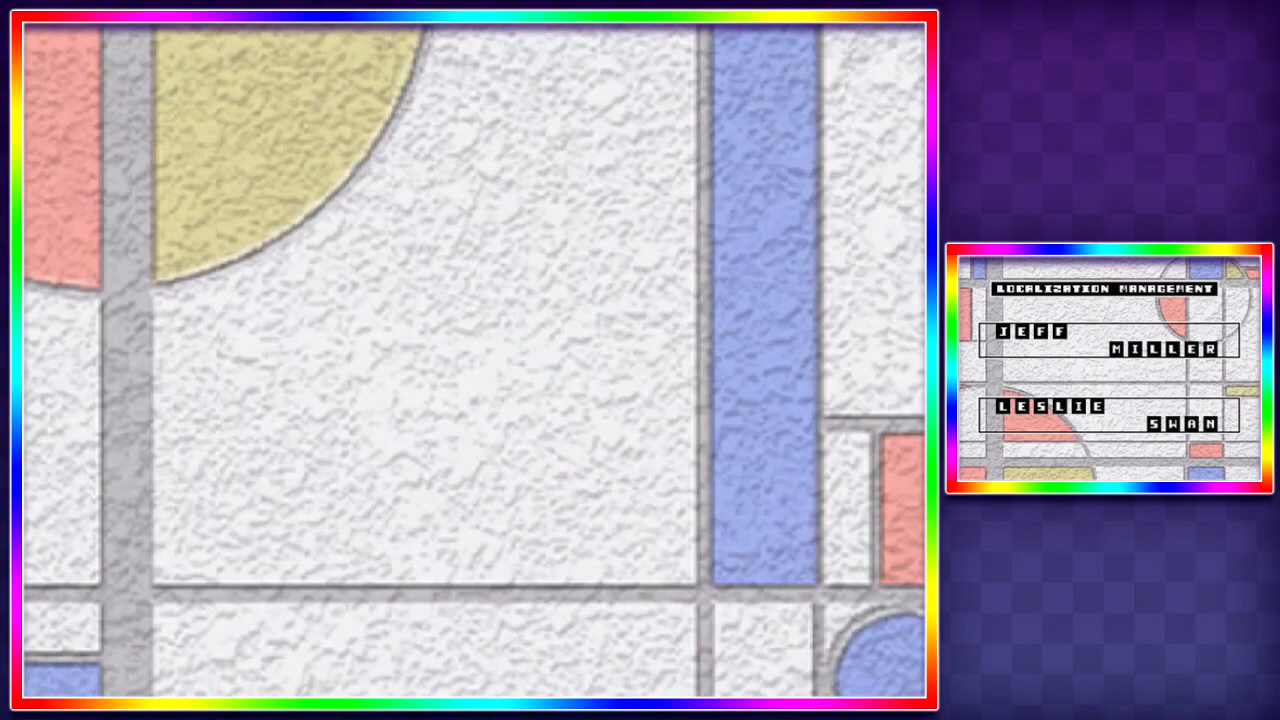 LOCALIZATION MANAGEMENT
JEFF
MILLER
LESLIE
SWAN